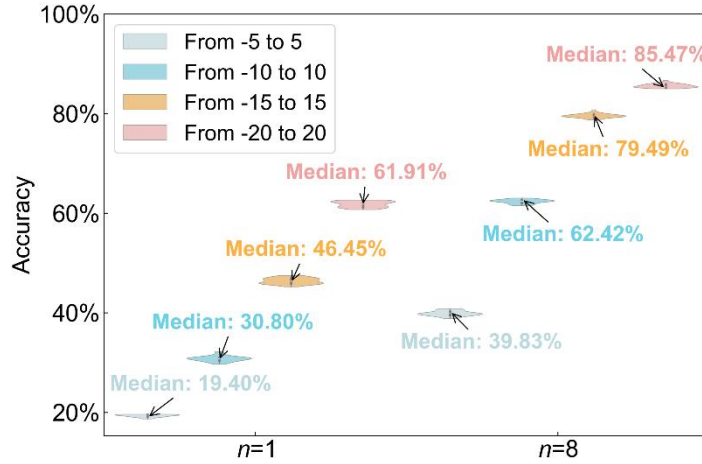 100%
80%
60%
40%
20%
Accuracy
From -5 to 5
From -10 to 10
From -15 to 15
From -20 to 20
Median: 85.47%
Median: 79.49%
Median: 61.91%
Median: 62.42%
Median: 46.45%
Median: 30.80%
Median: 39.83%
Median: 19.40%
n=1
n=8